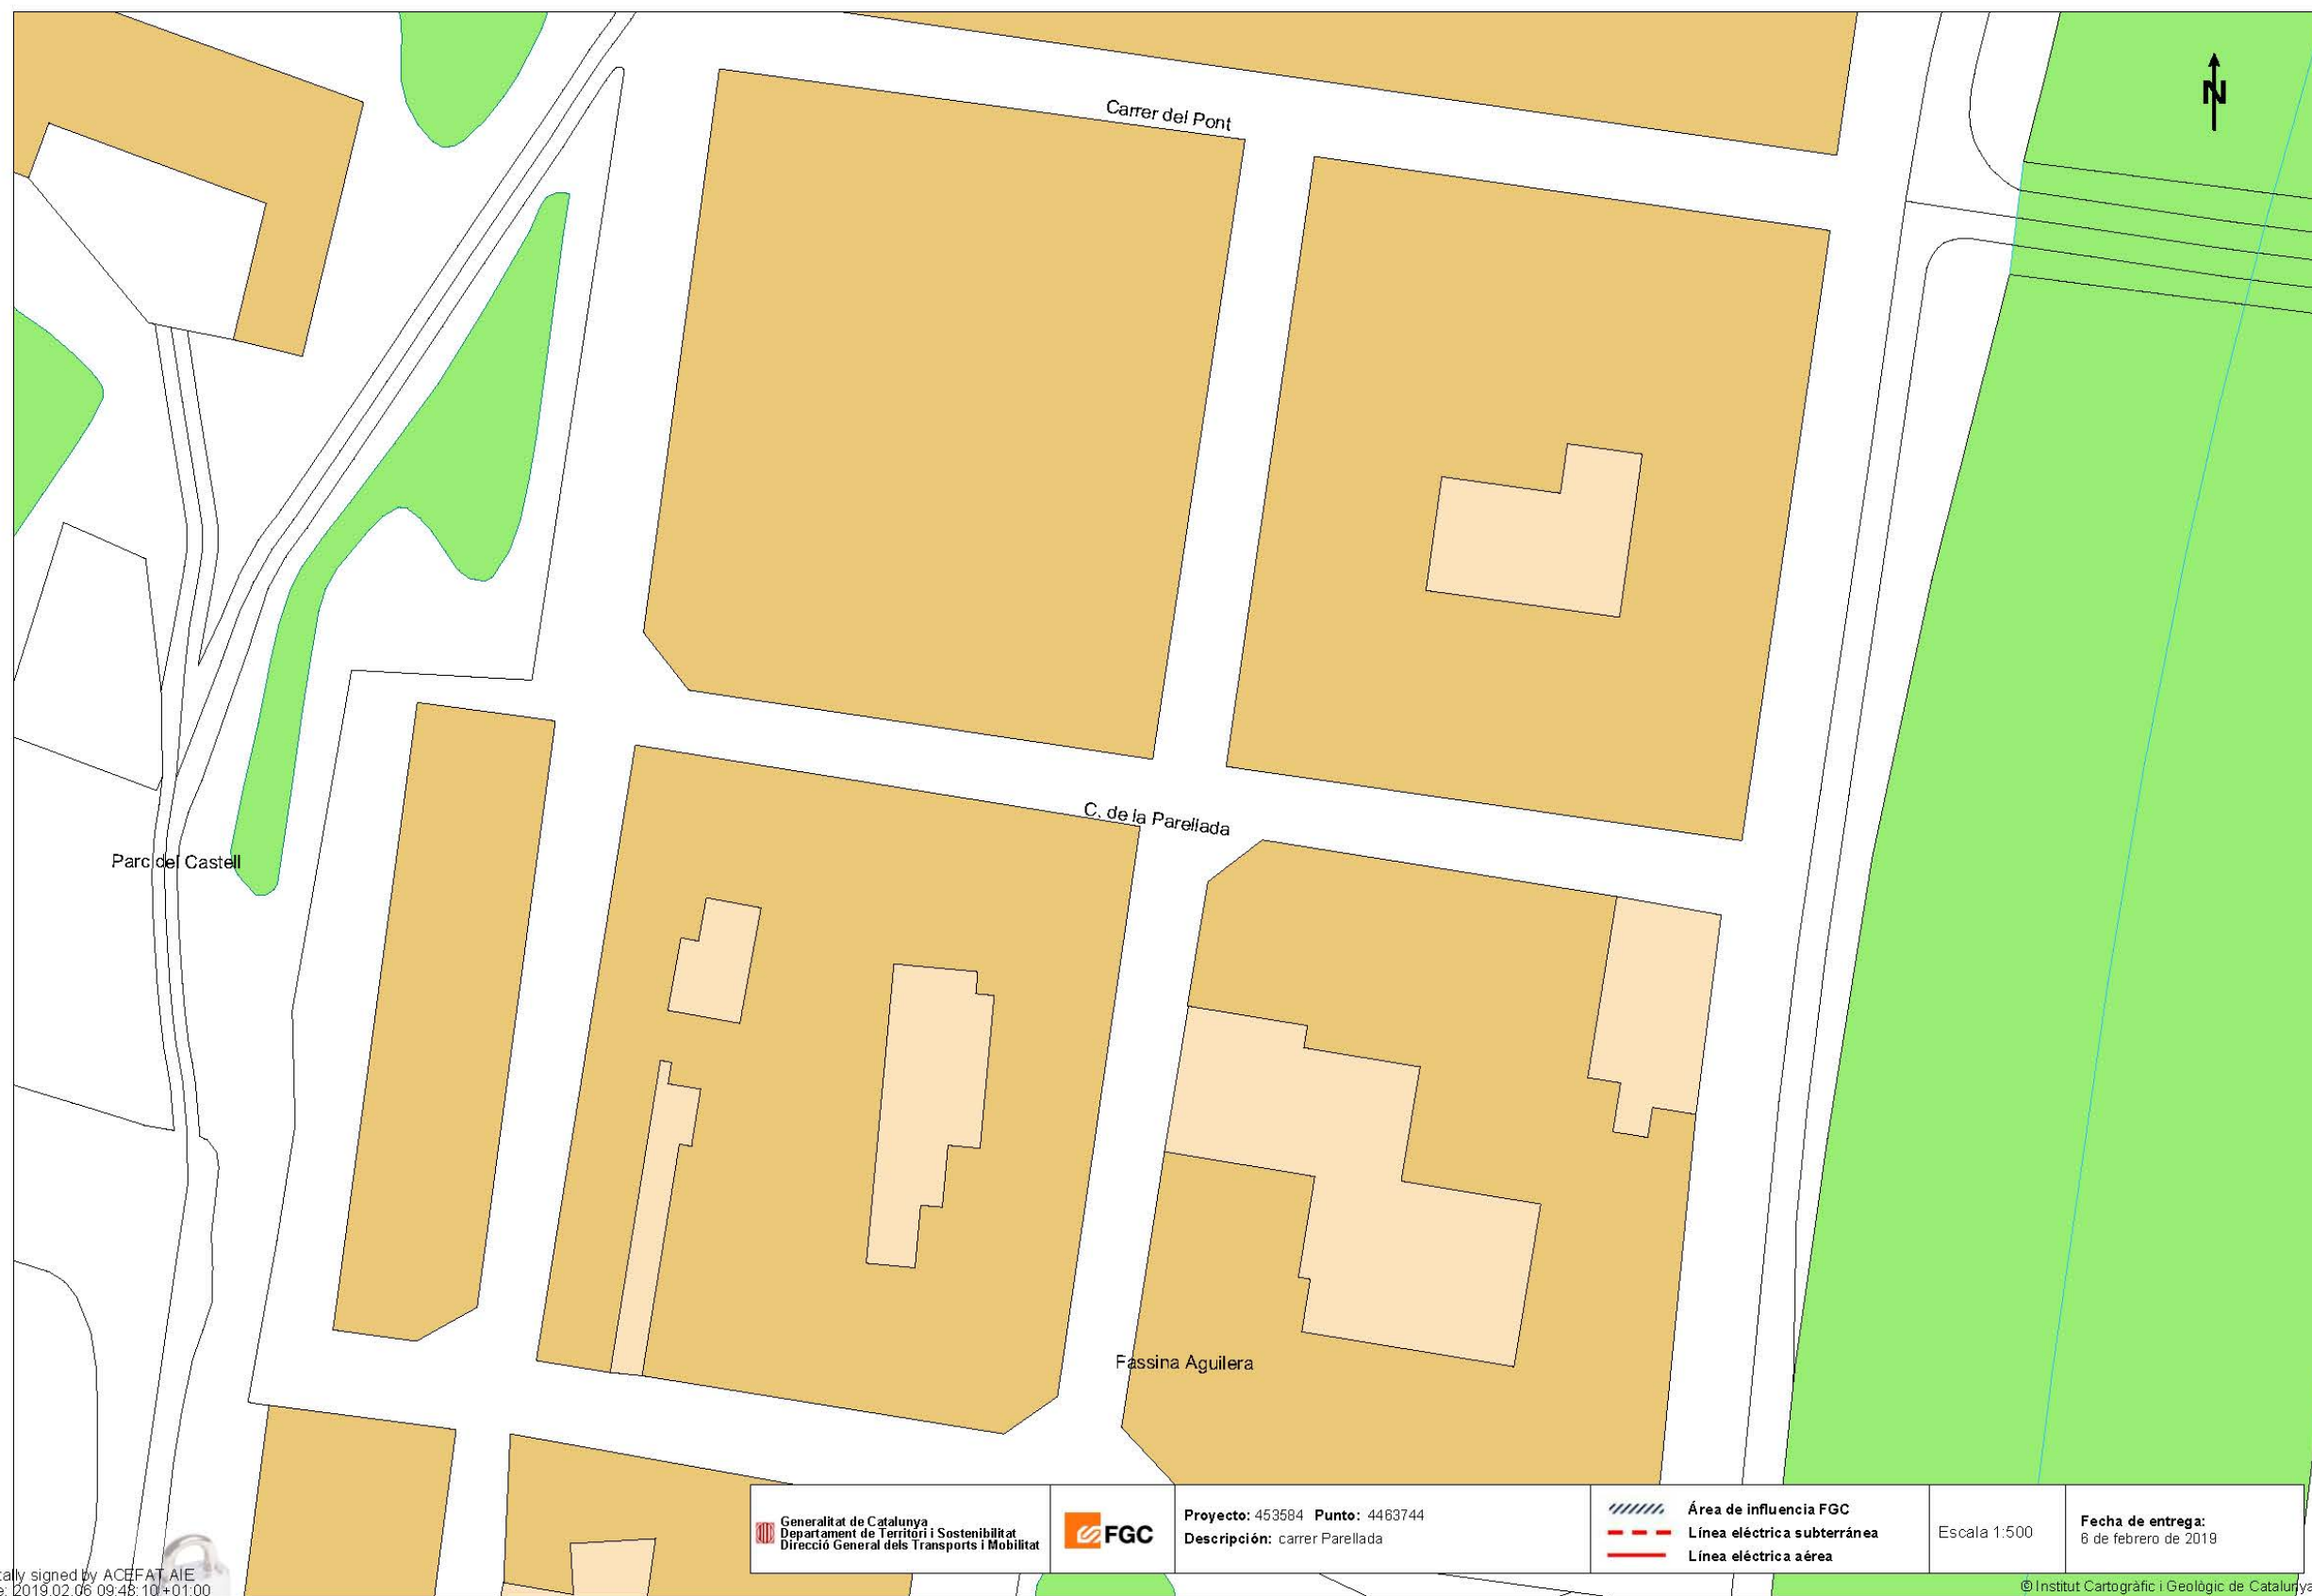 Carrer del Pont
N
C. de la Parellada
Parc del Castell
Fassina Aguilera
Generalitat de Catalunya
Departament de Territori i Sostenibilitat
Direcció General dels Transports i Mobilitat
FGC
Proyecto: 453584 Punto: 4463744
Descripción: carrer Parellada
Área de influencia FGC
Línea eléctrica subterránea
Línea eléctrica aérea
Escala 1:500
Fecha de entrega:
6 de febrero de 2019
tally signed by ACEFAT AIE
e: 2019.02.06 09:48:10 +01:00
© Institut Cartogràfic i Geològic de Catalunya